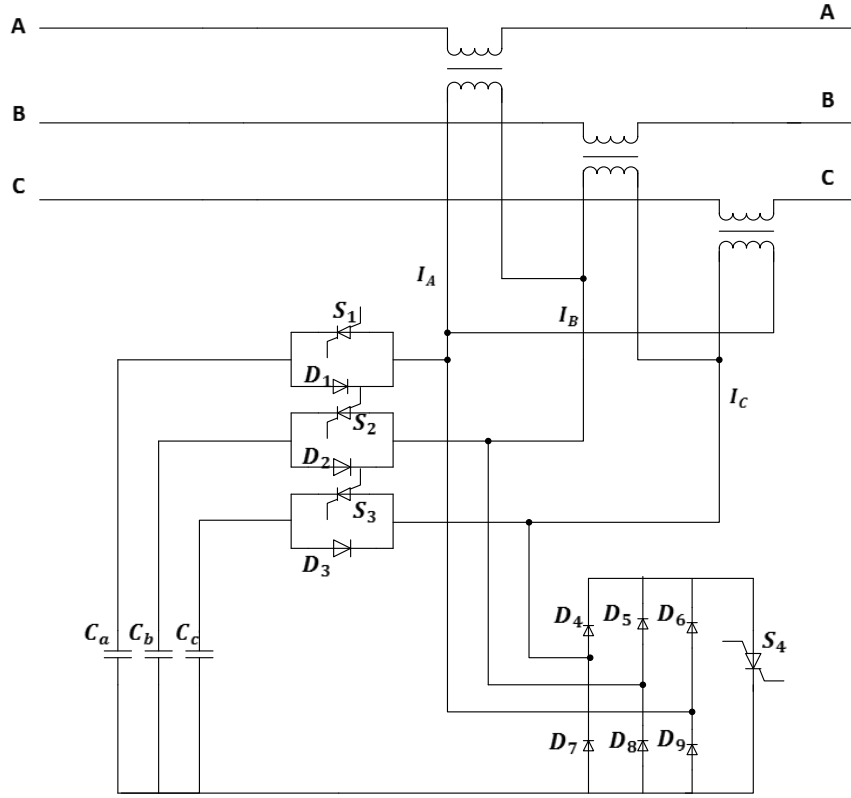 A A
B B
C C
I_A
S_1
I_B
D_1
I_C
S_2
D_2
S_3
D_3
C_a C_b C_c
D_4 D_5 D_6
S_4
D_7 D_8 D_9